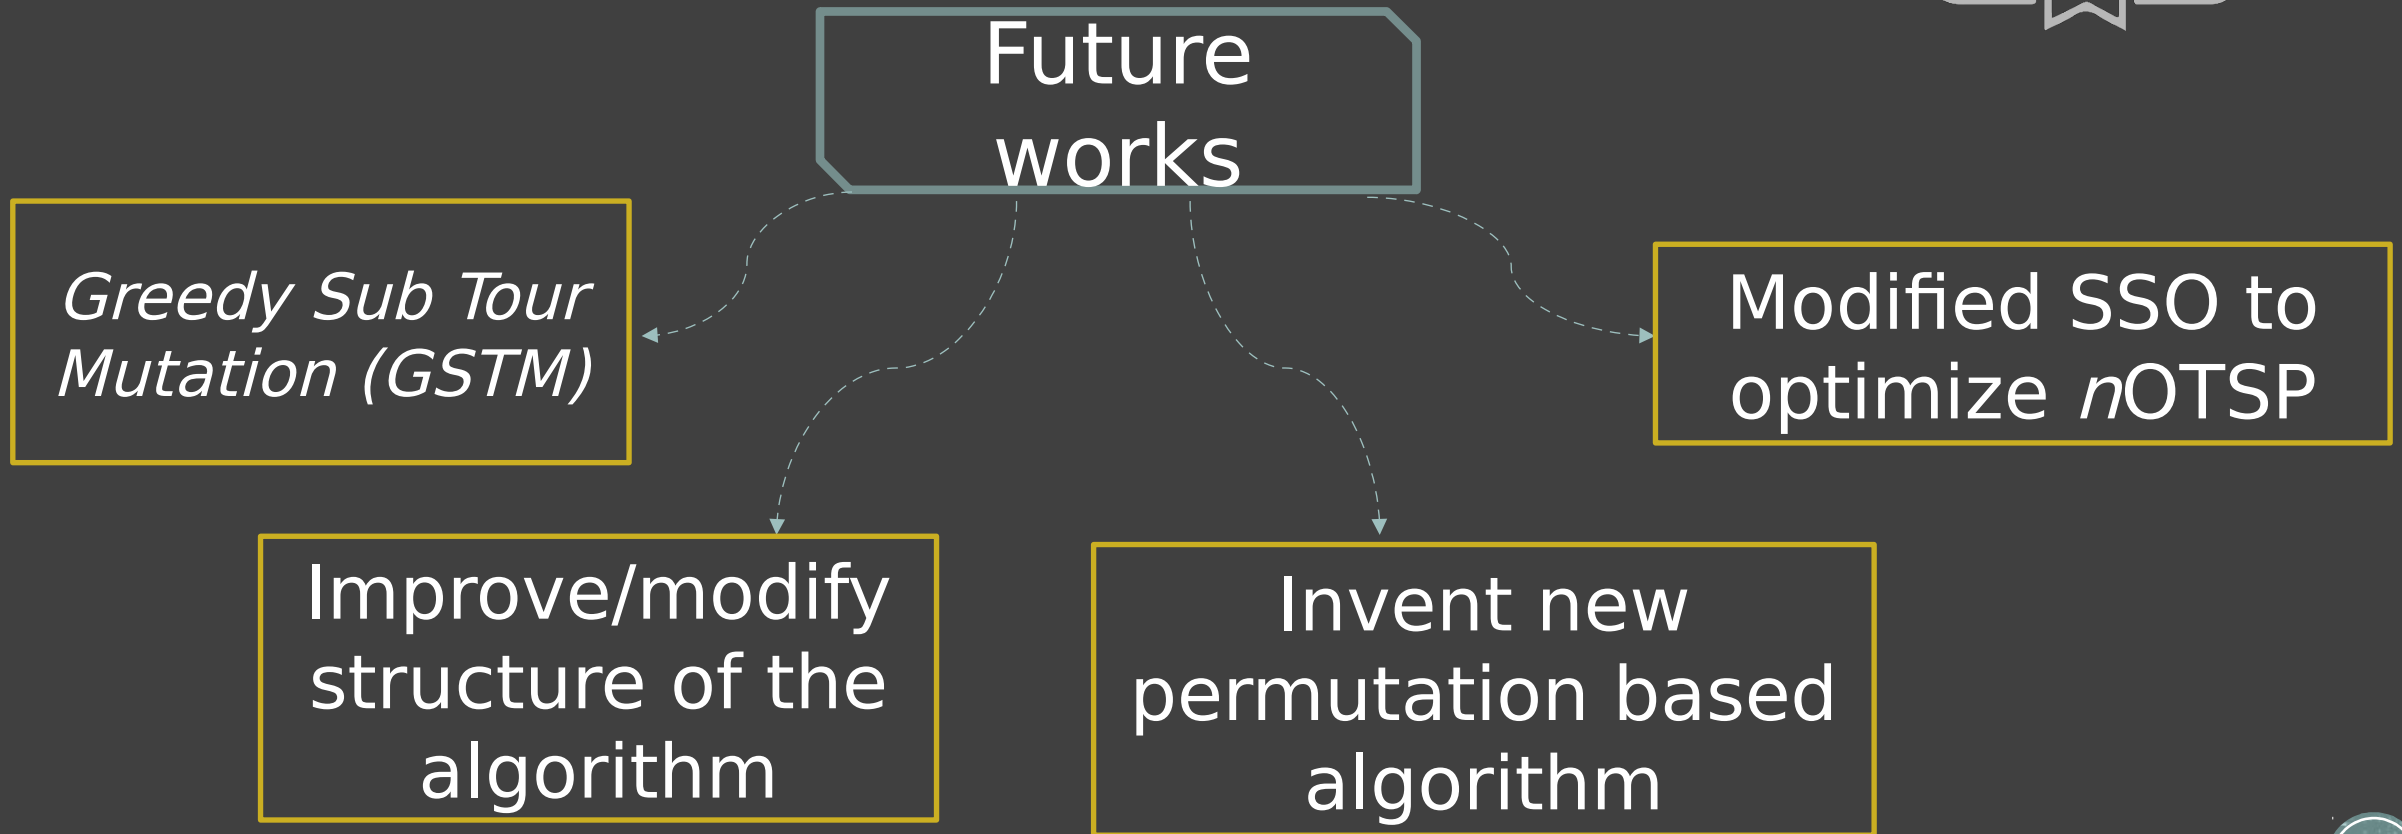 Future
works
Greedy Sub Tour
Mutation (GSTM)
Modified SSO to
optimize nOTSP
Improve/modify
structure of the
algorithm
Invent new
permutation based
algorithm